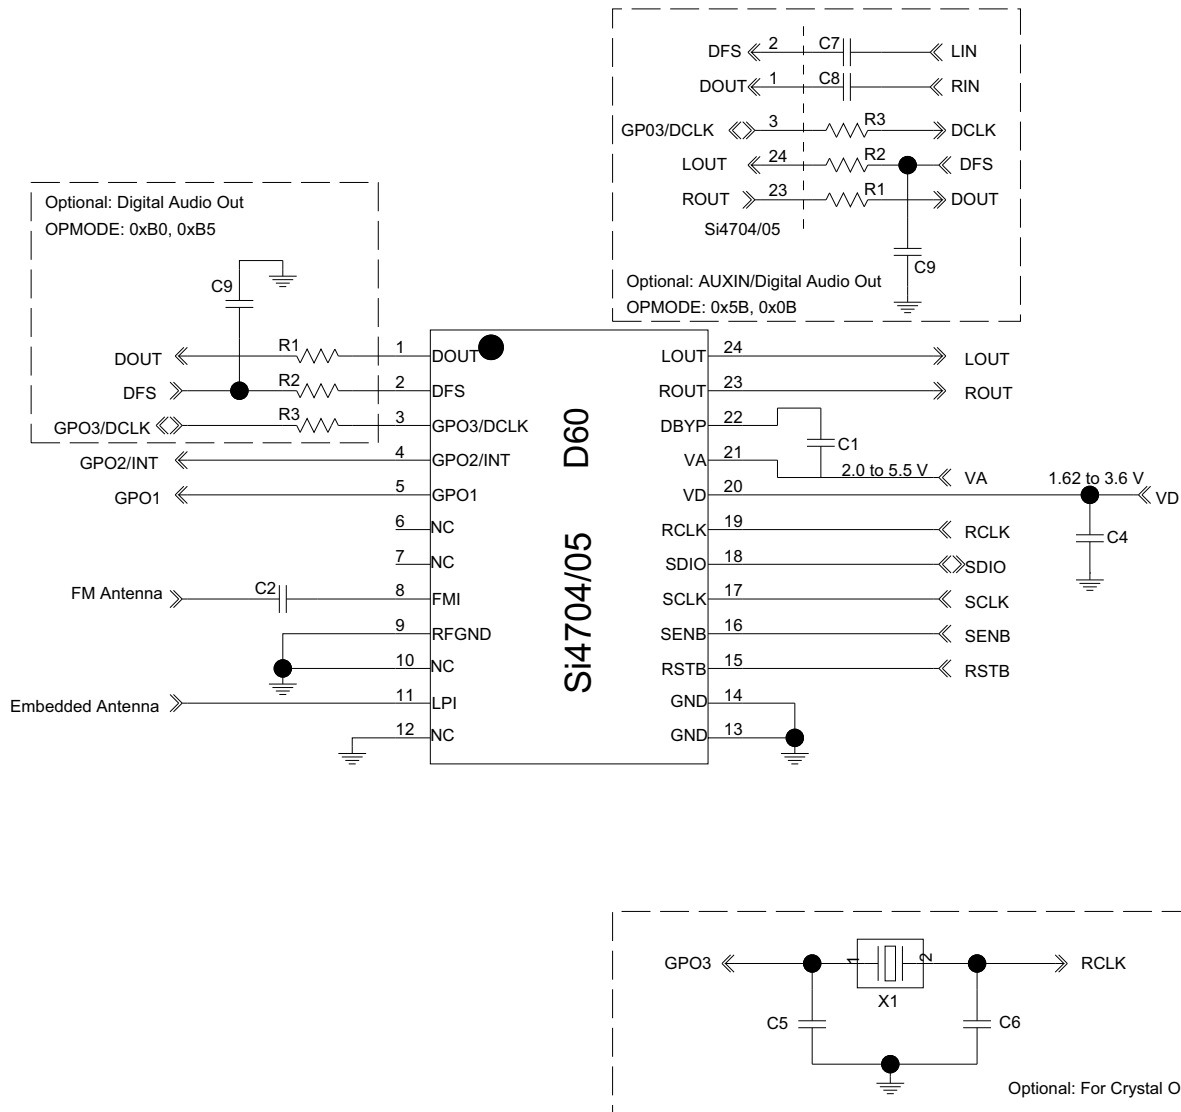 DFS 2 C7 LIN
DOUT 1 C8 RIN
GP03/DCLK 3 R3 DCLK
LOUT 24 R2 DFS
ROUT 23 R1 DOUT
Si4704/05
C9
Optional: AUXIN/Digital Audio Out
OPMODE: 0x5B, 0x0B
Optional: Digital Audio Out
OPMODE: 0xB0, 0xB5
C9
DOUT R1 1 DOUT
DFS R2 2 DFS
GPO3/DCLK R3 3 GPO3/DCLK
GPO2/INT 4 GPO2/INT
GPO1 5 GPO1
6 NC
7 NC
FM Antenna C2 8 FMI
9 RFGND
10 NC
Embedded Antenna 11 LPI
12 NC
D60
Si4704/05
LOUT 24 LOUT
ROUT 23 ROUT
DBYP 22
C1
VA 21 2.0 to 5.5 V VA
VD 20 1.62 to 3.6 V VD
C4
RCLK 19 RCLK
SDIO 18 SDIO
SCLK 17 SCLK
SENB 16 SENB
RSTB 15 RSTB
GND 14
GND 13
GPO3 1 2 RCLK
X1
C5 C6
Optional: For Crystal O